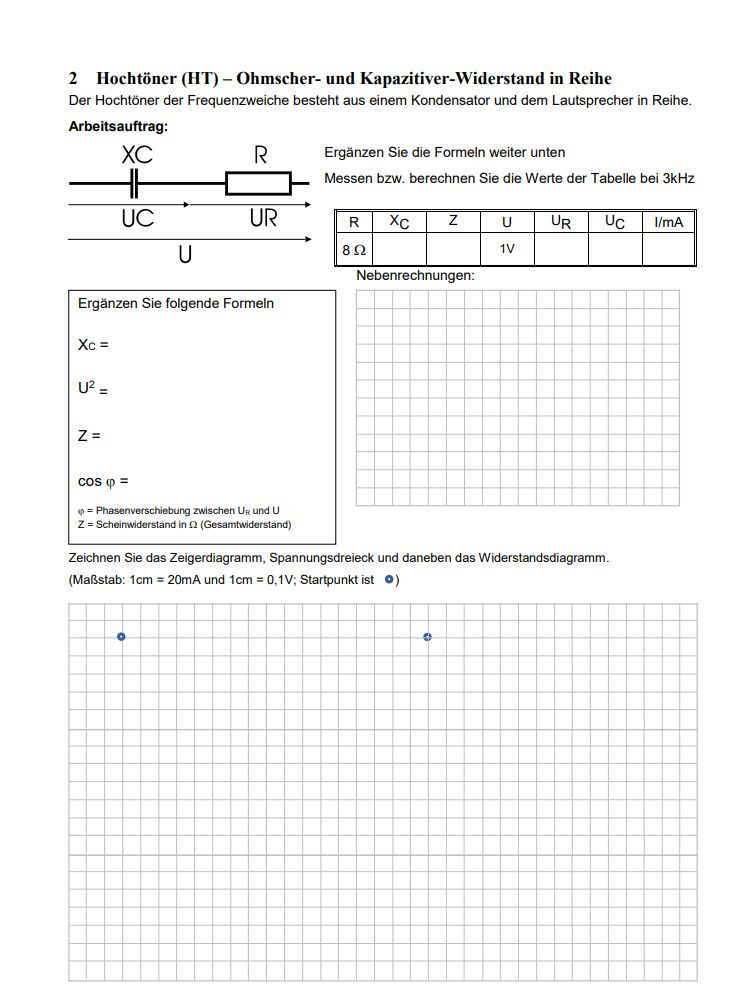 2 Hochtöner (HT) – Ohmscher- und Kapazitiver-Widerstand in Reihe
Der Hochtöner der Frequenzweiche besteht aus einem Kondensator und dem Lautsprecher in Reihe.
Arbeitsauftrag:
XC R
UC UR
U
Ergänzen Sie die Formeln weiter unten
Messen bzw. berechnen Sie die Werte der Tabelle bei 3kHz
R XC Z U UR UC I/mA
8 Ω 1V
Nebenrechnungen:
Ergänzen Sie folgende Formeln
XC =
U² =
Z =
cos φ =
φ = Phasenverschiebung zwischen UR und U
Z = Scheinwiderstand in Ω (Gesamtwiderstand)
Zeichnen Sie das Zeigerdiagramm, Spannungsdreieck und daneben das Widerstandsdiagramm.
(Maßstab: 1cm = 20mA und 1cm = 0,1V; Startpunkt ist )